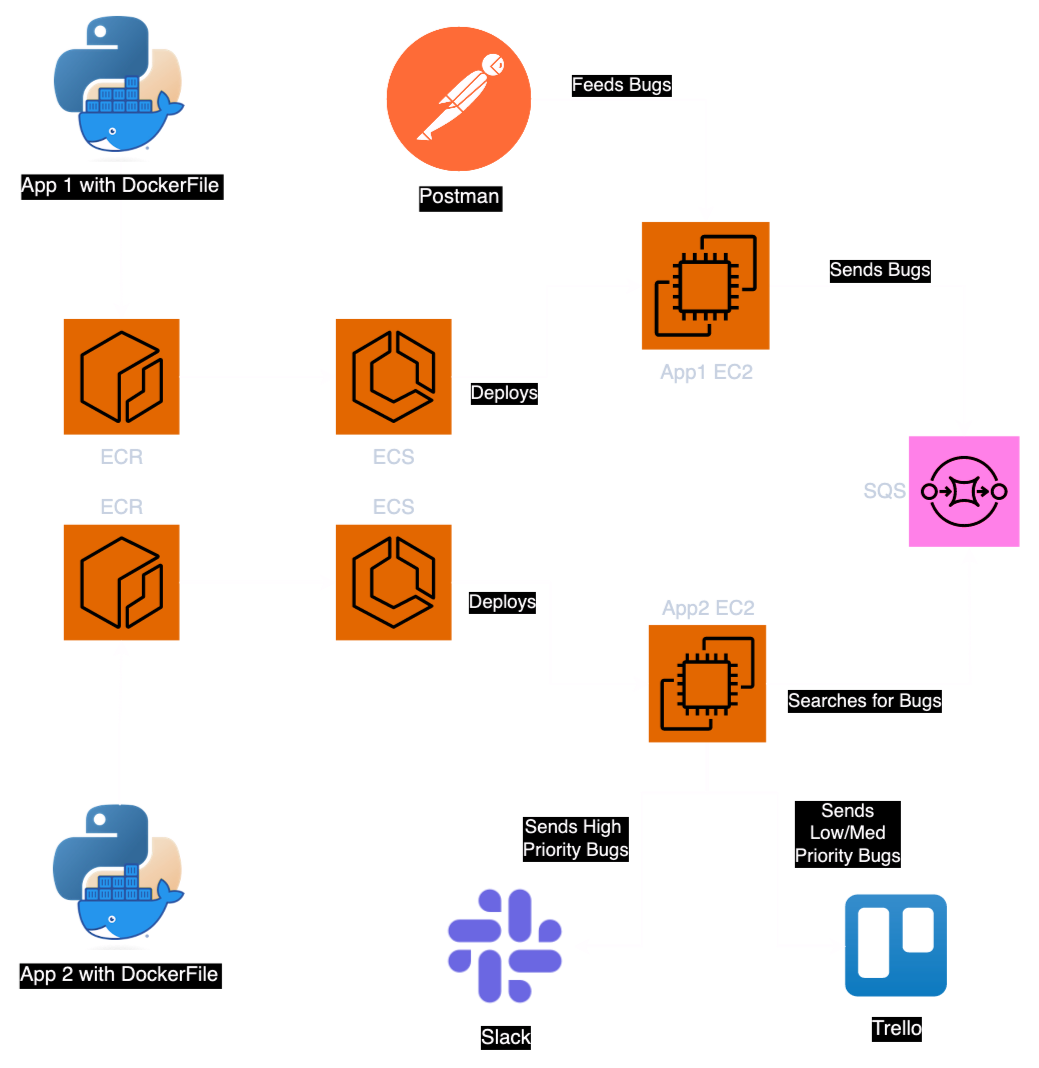 Feeds Bugs
App 1 with DockerFile
Postman
Sends Bugs
App1 EC2
Deploys
ECR
ECS
SQS
ECR
ECS
Deploys
App2 EC2
Searches for Bugs
Sends High
Priority Bugs
Sends
Low/Med
Priority Bugs
App 2 with DockerFile
Slack
Trello